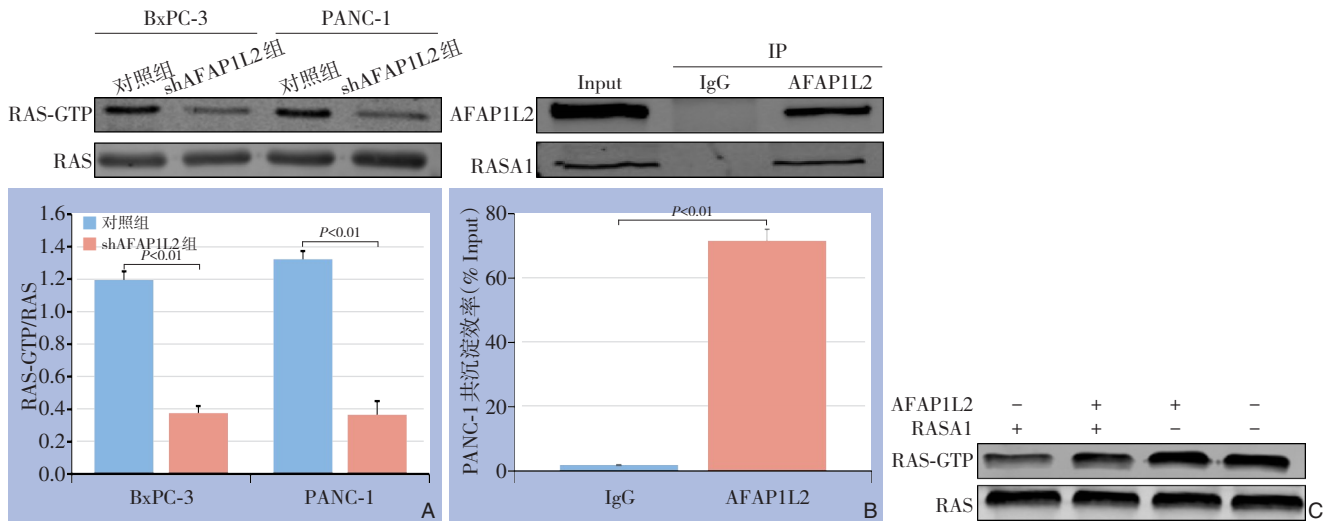 BxPC-3 PANC-1
对照组 shAFAP1L2组 对照组 shAFAP1L2组
RAS-GTP
RAS
1.6
1.4
1.2
1.0
0.8
0.6
0.4
0.2
0.0
RAS-GTP/RAS
对照组
shAFAP1L2组
P<0.01
P<0.01
BxPC-3 PANC-1
A
IP
Input IgG AFAP1L2
AFAP1L2
RASA1
80
60
40
20
0
PANC-1共沉淀效率(% Input)
P<0.01
IgG AFAP1L2
B
AFAP1L2 − + + −
RASA1 + + − −
RAS-GTP
RAS
C